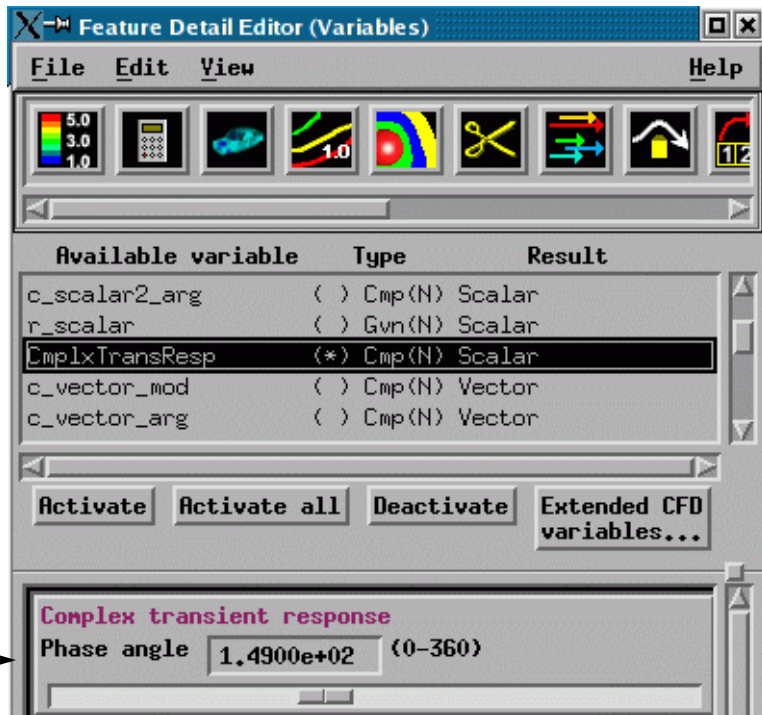 Feature Detail Editor (Variables)
File Edit View Help
5.0
3.0
1.0
1.0
1 2
Available variable Type Result
c_scalar2_arg ( ) Cmp(N) Scalar
r_scalar ( ) Gvn(N) Scalar
CmplxTransResp (*) Cmp(N) Scalar
c_vector_mod ( ) Cmp(N) Vector
c_vector_arg ( ) Cmp(N) Vector
Activate Activate all Deactivate Extended CFD
variables...
Complex transient response
Phase angle 1.4900e+02 (0-360)